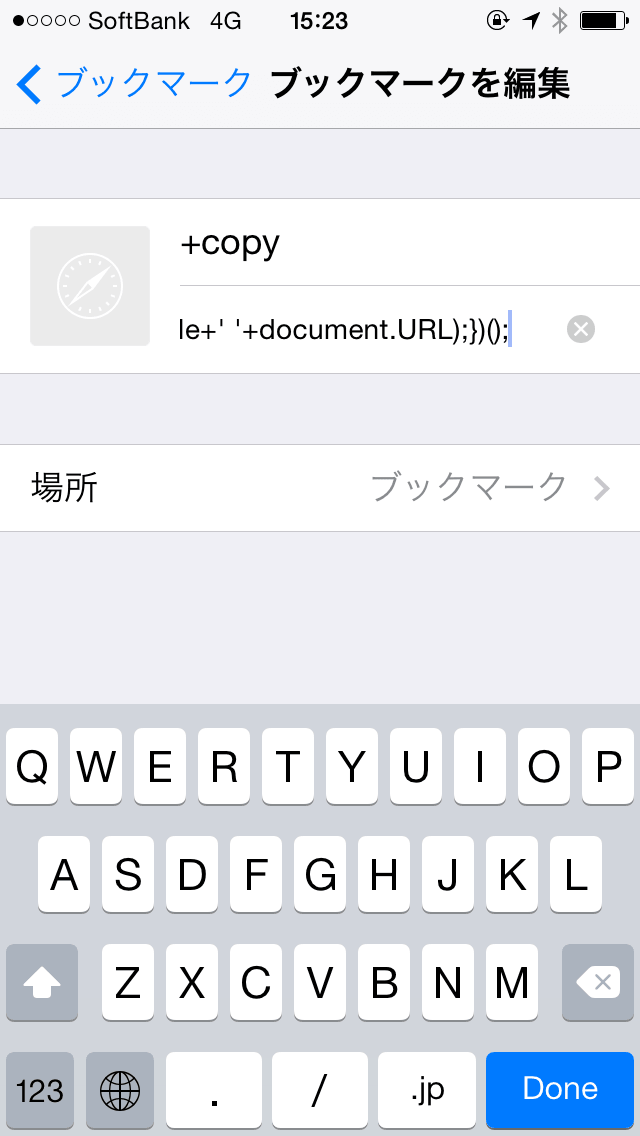 SoftBank 4G 15:23
ブックマーク ブックマークを編集
+copy
le+' '+document.URL);})();
場所 ブックマーク
Q W E R T Y U I O P
A S D F G H J K L
Z X C V B N M
123 . / .jp Done